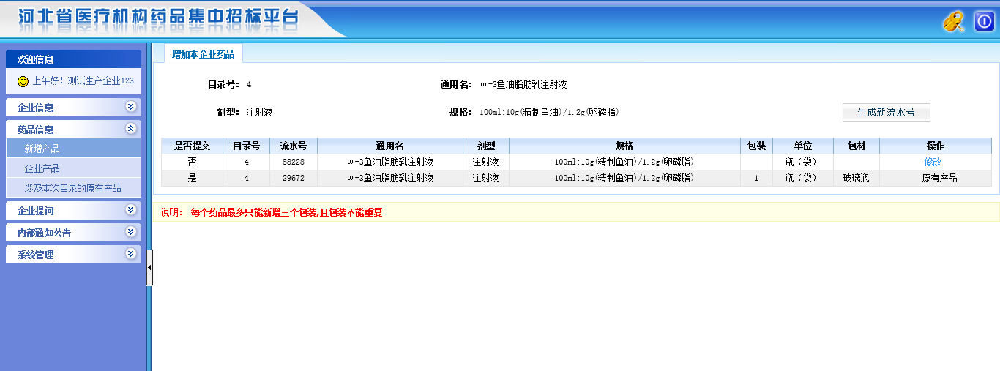 河北省医疗机构药品集中招标平台
欢迎信息
上午好！测试生产企业123
企业信息
药品信息
新增产品
企业产品
涉及本次目录的原有产品
企业提问
内部通知公告
系统管理
增加本企业药品
目录号： 4 通用名： ω-3鱼油脂肪乳注射液
剂型： 注射液 规格： 100ml:10g(精制鱼油)/1.2g(卵磷脂) 生成新流水号
是否提交 目录号 流水号 通用名 剂型 规格 包装 单位 包材 操作
否 4 88228 ω-3鱼油脂肪乳注射液 注射液 100ml:10g(精制鱼油)/1.2g(卵磷脂) 瓶（袋） 修改
是 4 29672 ω-3鱼油脂肪乳注射液 注射液 100ml:10g(精制鱼油)/1.2g(卵磷脂) 1 瓶（袋） 玻璃瓶 原有产品
说明： 每个药品最多只能新增三个包装,且包装不能重复